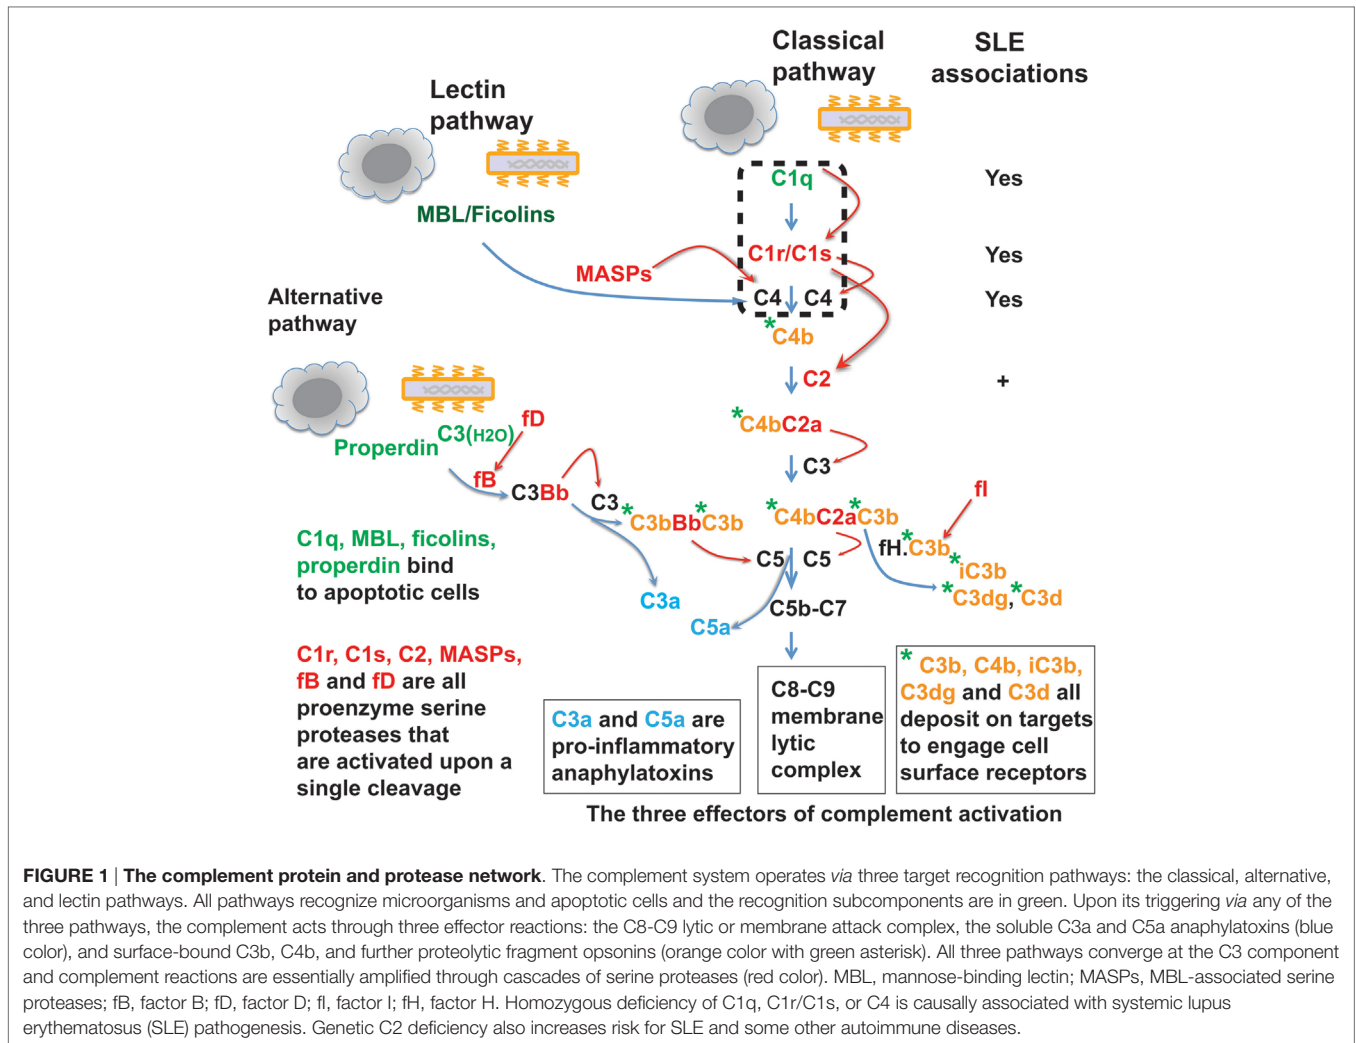 Classical
pathway
SLE
associations
Lectin
pathway
C1q
Yes
MBL/Ficolins
C1r/C1s
Yes
MASPs
Alternative
pathway
C4 C4
Yes
*C4b
C2
+
*C4bC2a
fD
C3(H2O)
Properdin
C3
fB
C3Bb
fI
C3
*C3bBb*C3b
*C4bC2a*C3b
fH.*C3b
C5 C5
*iC3b
*C3dg, *C3d
C3a
C5b-C7
C5a
C1q, MBL, ficolins,
properdin bind
to apoptotic cells
C1r, C1s, C2, MASPs,
fB and fD are all
proenzyme serine
proteases that
are activated upon a
single cleavage
C3a and C5a are
pro-inflammatory
anaphylatoxins
C8-C9
membrane
lytic
complex
* C3b, C4b, iC3b,
C3dg and C3d all
deposit on targets
to engage cell
surface receptors
The three effectors of complement activation
FIGURE 1 | The complement protein and protease network. The complement system operates via three target recognition pathways: the classical, alternative,
and lectin pathways. All pathways recognize microorganisms and apoptotic cells and the recognition subcomponents are in green. Upon its triggering via any of the
three pathways, the complement acts through three effector reactions: the C8-C9 lytic or membrane attack complex, the soluble C3a and C5a anaphylatoxins (blue
color), and surface-bound C3b, C4b, and further proteolytic fragment opsonins (orange color with green asterisk). All three pathways converge at the C3 component
and complement reactions are essentially amplified through cascades of serine proteases (red color). MBL, mannose-binding lectin; MASPs, MBL-associated serine
proteases; fB, factor B; fD, factor D; fI, factor I; fH, factor H. Homozygous deficiency of C1q, C1r/C1s, or C4 is causally associated with systemic lupus
erythematosus (SLE) pathogenesis. Genetic C2 deficiency also increases risk for SLE and some other autoimmune diseases.